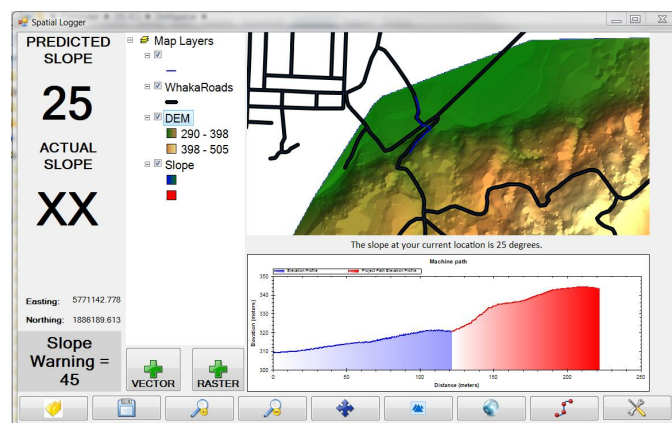 Spatial Logger
PREDICTED
SLOPE
25
ACTUAL
SLOPE
XX
Easting: 5771142.778
Northing: 1886189.613
Slope
Warning =
45
Map Layers
WhakaRoads
DEM
290 - 398
398 - 505
Slope
VECTOR
RASTER
The slope at your current location is 25 degrees.
Machine path
Elevation Profile
Project Path Elevation Profile
Elevation (meters)
350
340
330
320
310
300
0 50 100 150 200 250
Distance (meters)